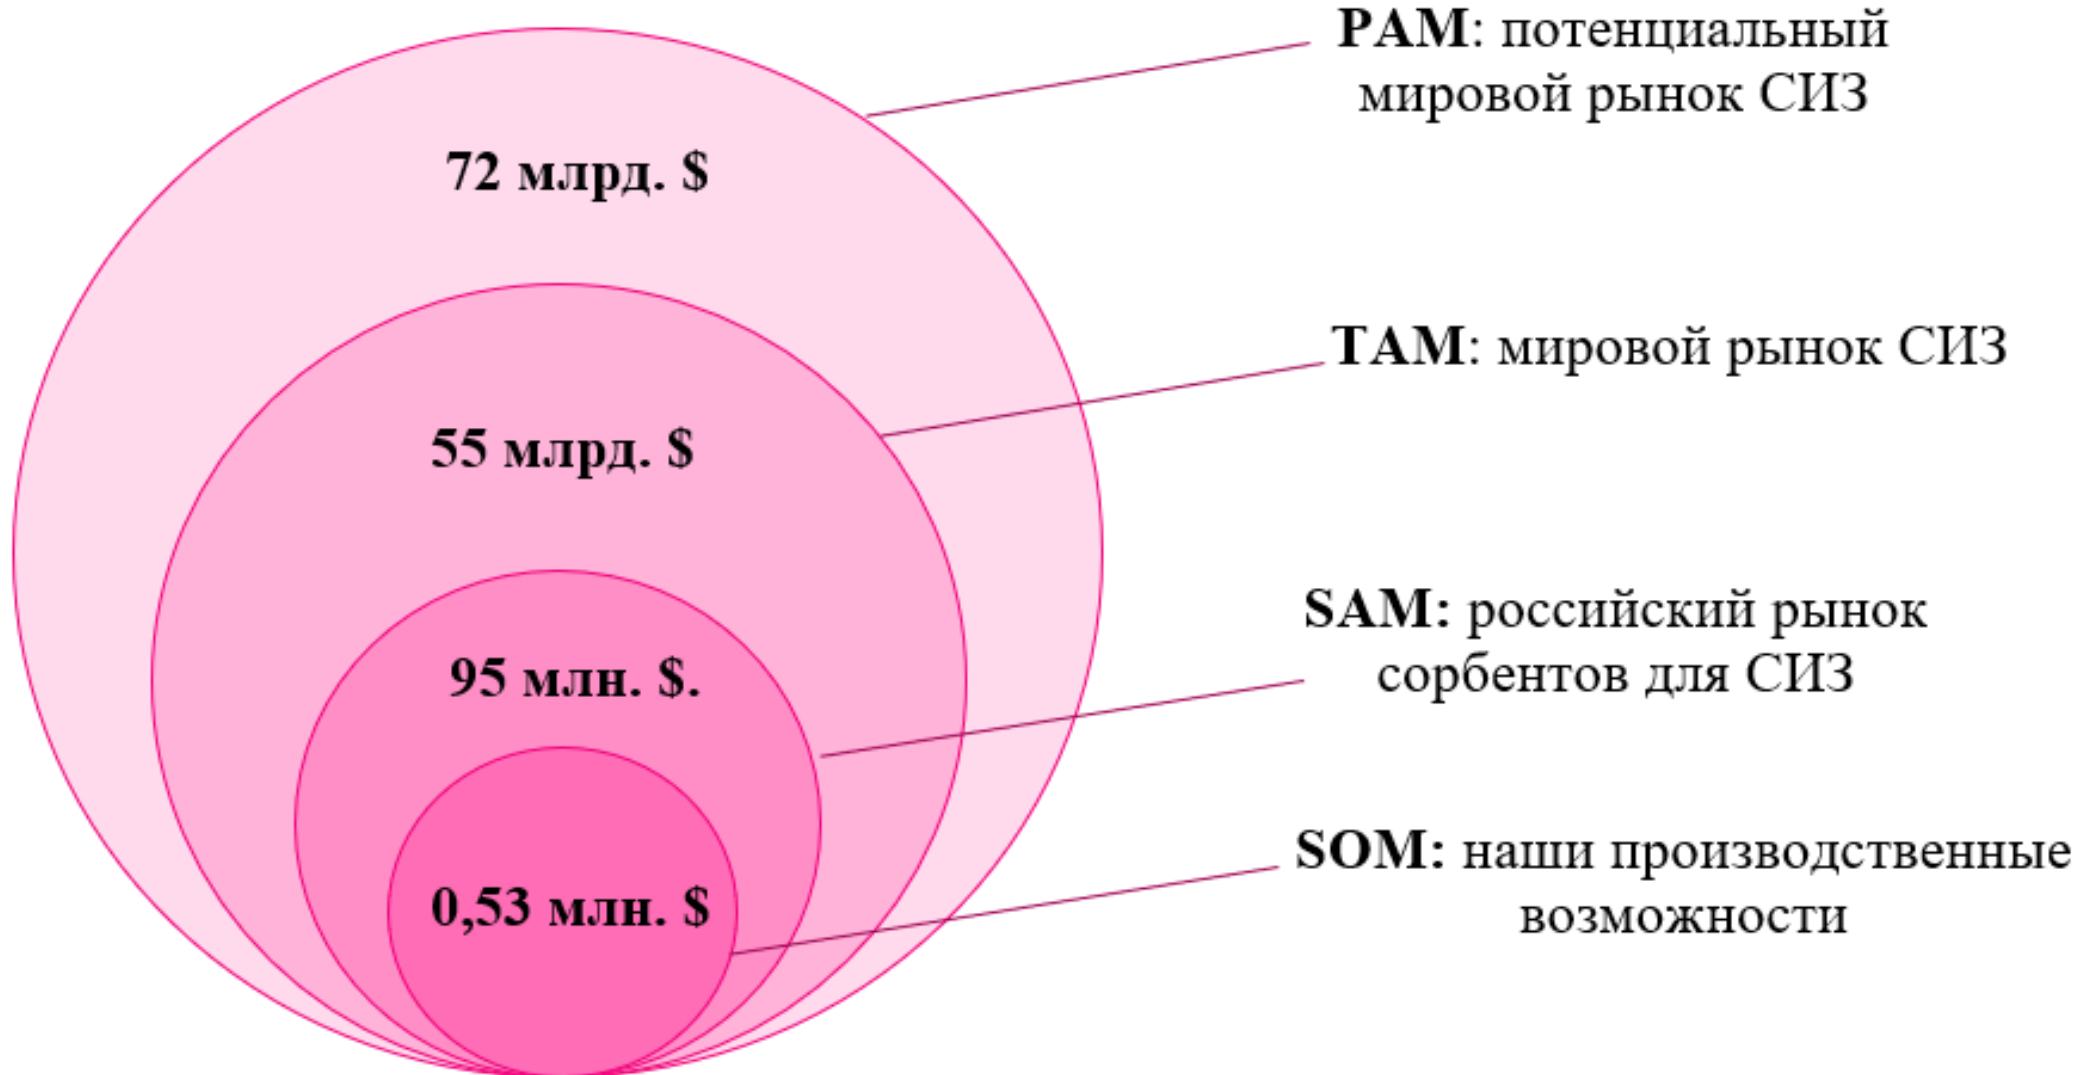 PAM: потенциальный
мировой рынок СИЗ
72 млрд. $
TAM: мировой рынок СИЗ
55 млрд. $
SAM: российский рынок
сорбентов для СИЗ
95 млн. $.
SOM: наши производственные
возможности
0,53 млн. $